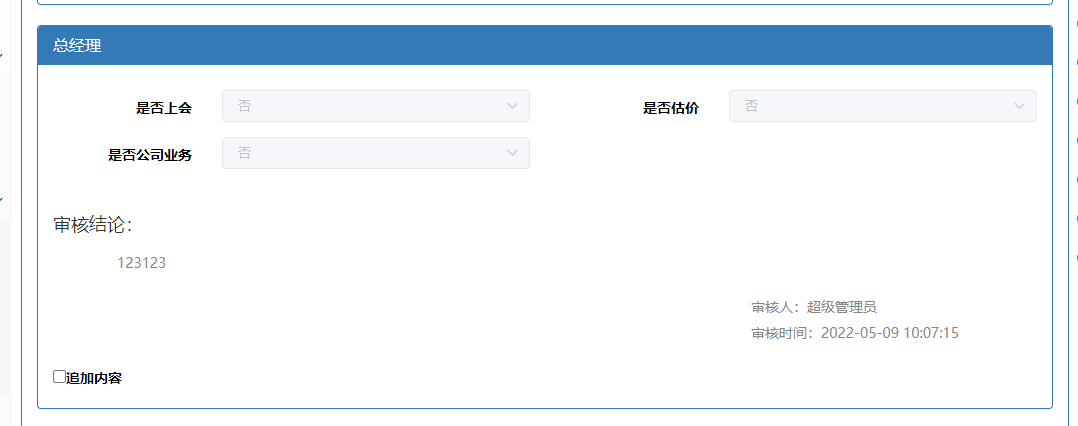 总经理
是否上会 否 是否估价 否
是否公司业务 否
审核结论：
123123
审核人：超级管理员
审核时间：2022-05-09 10:07:15
追加内容